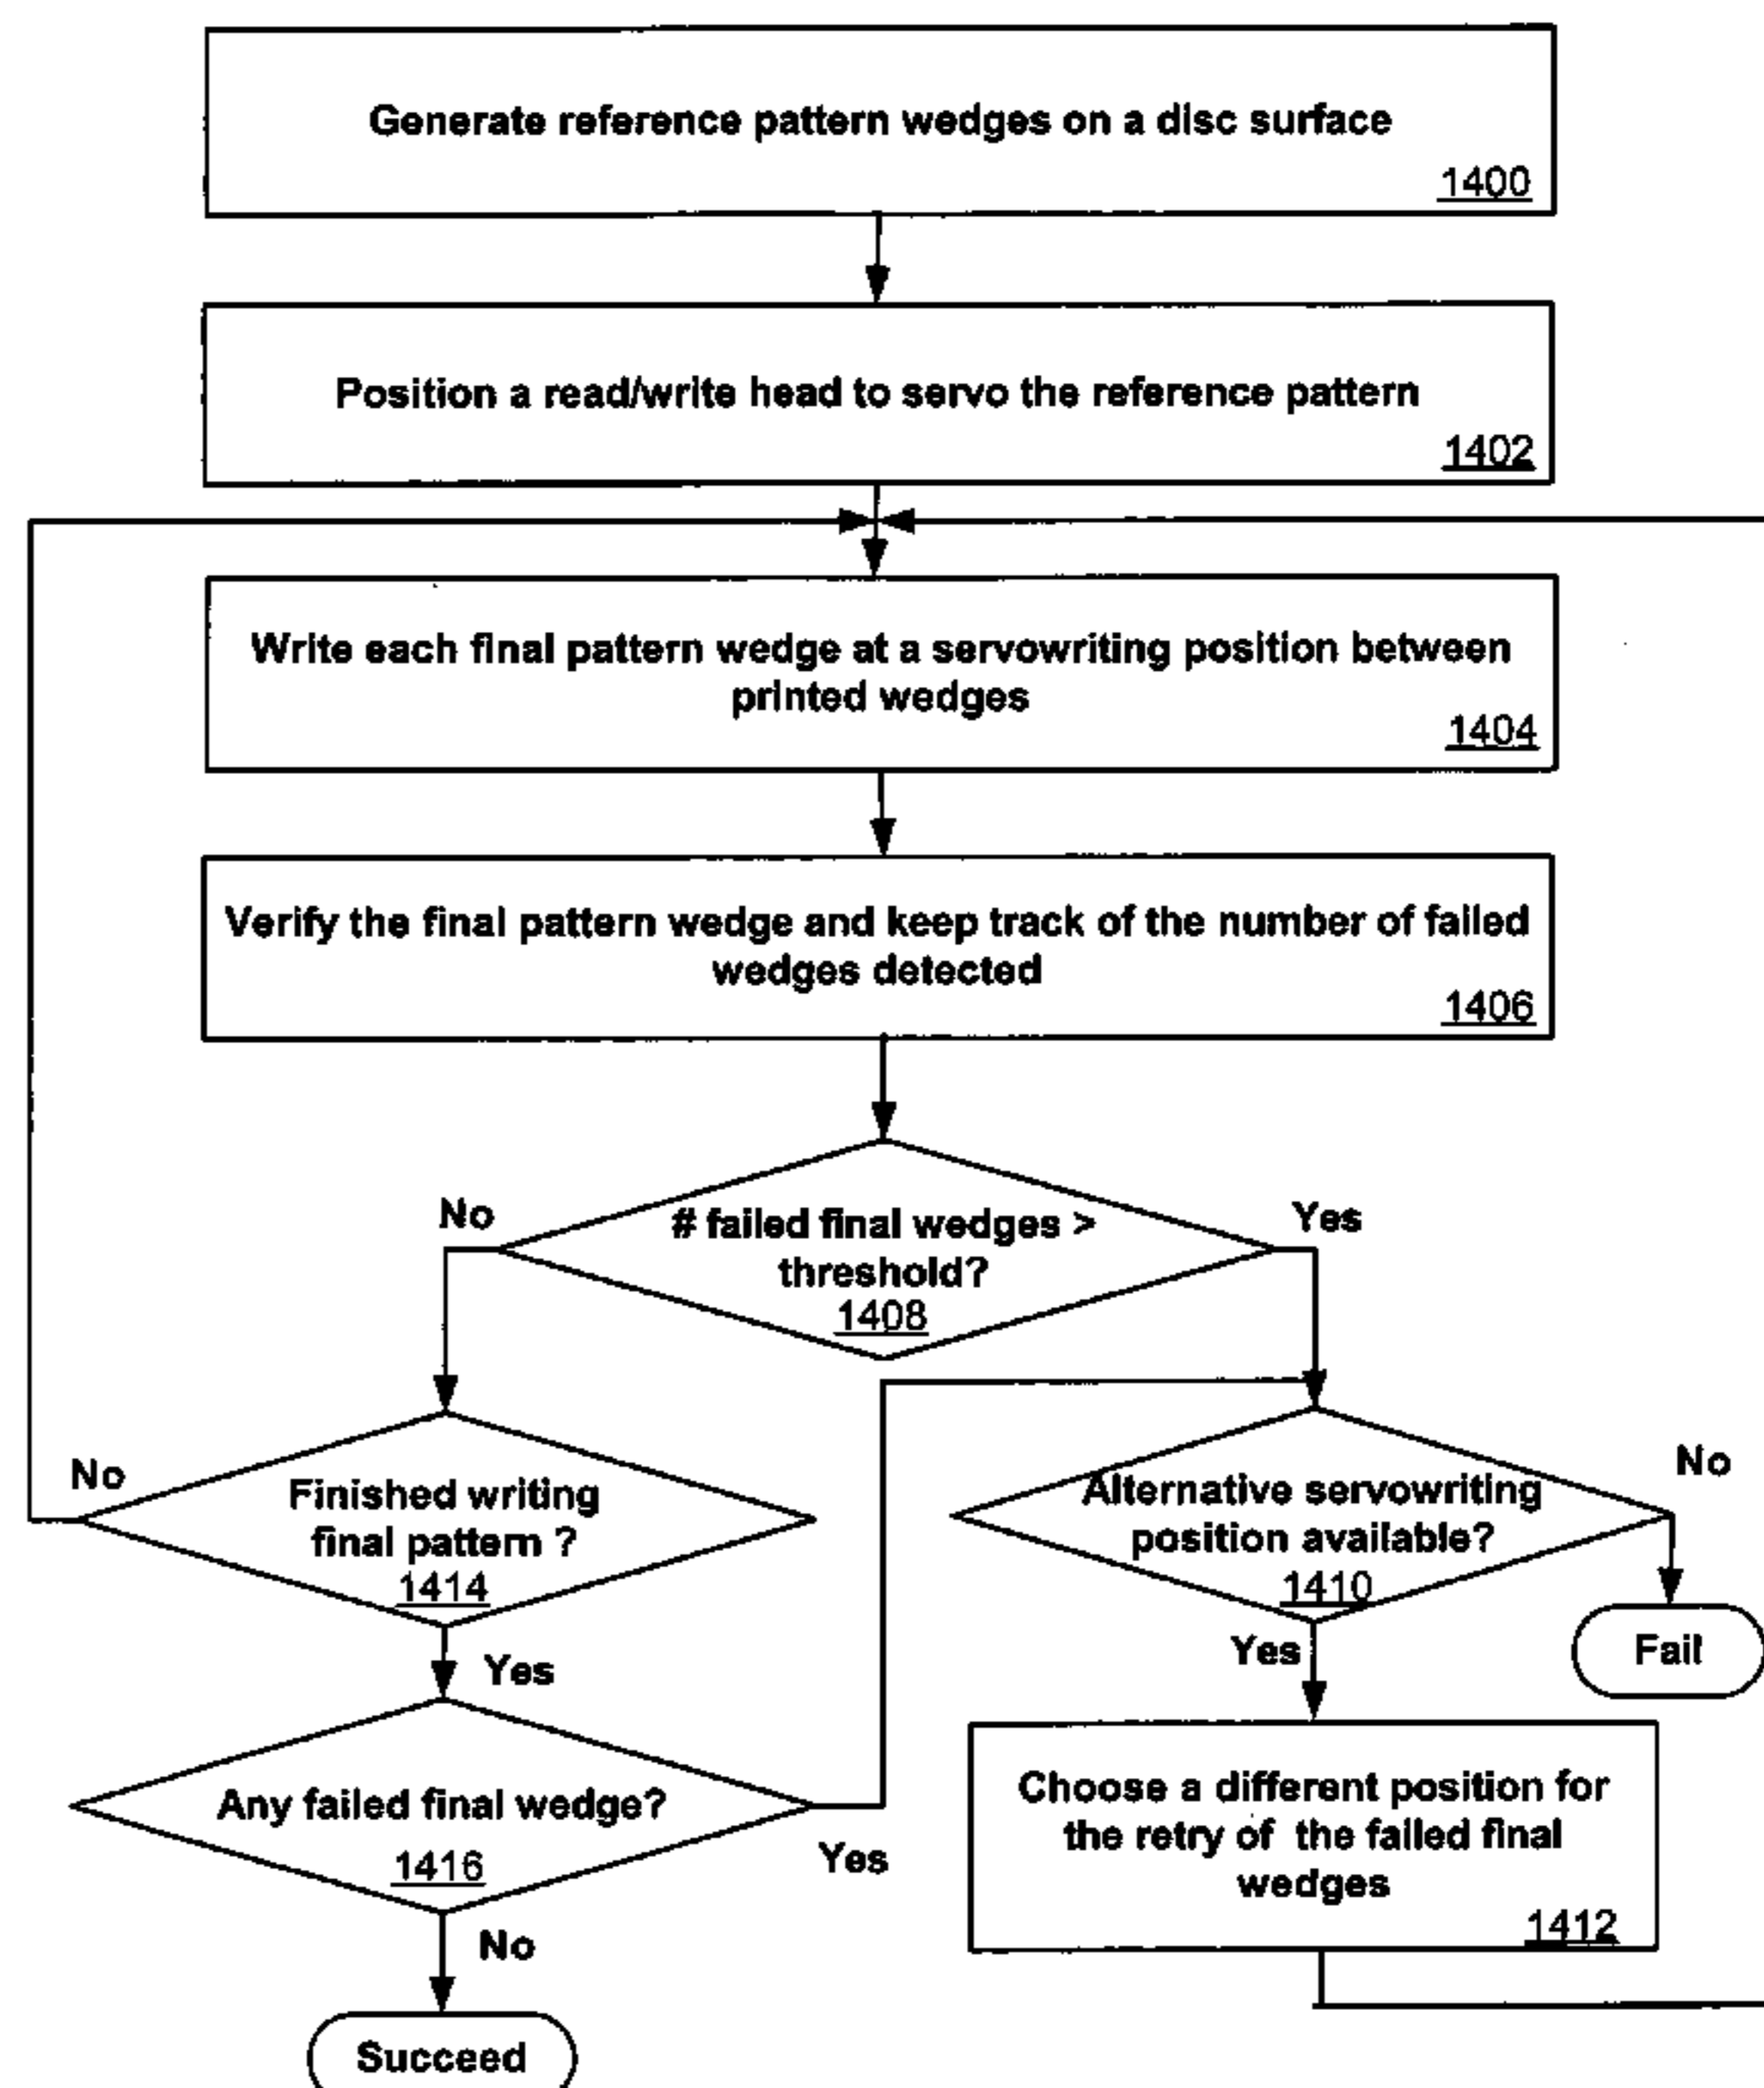 Generate reference pattern wedges on a disc surface
1400
Position a read/write head to servo the reference pattern
1402
Write each final pattern wedge at a servowriting position between
printed wedges
1404
Verify the final pattern wedge and keep track of the number of failed
wedges detected
1406
No
# failed final wedges >
threshold?
1408
Yes
No
Finished writing
final pattern ?
1414
Yes
Alternative servowriting
position available?
1410
No
Fail
Yes
Any failed final wedge?
1416
Yes
No
Choose a different position for
the retry of the failed final
wedges
1412
Succeed